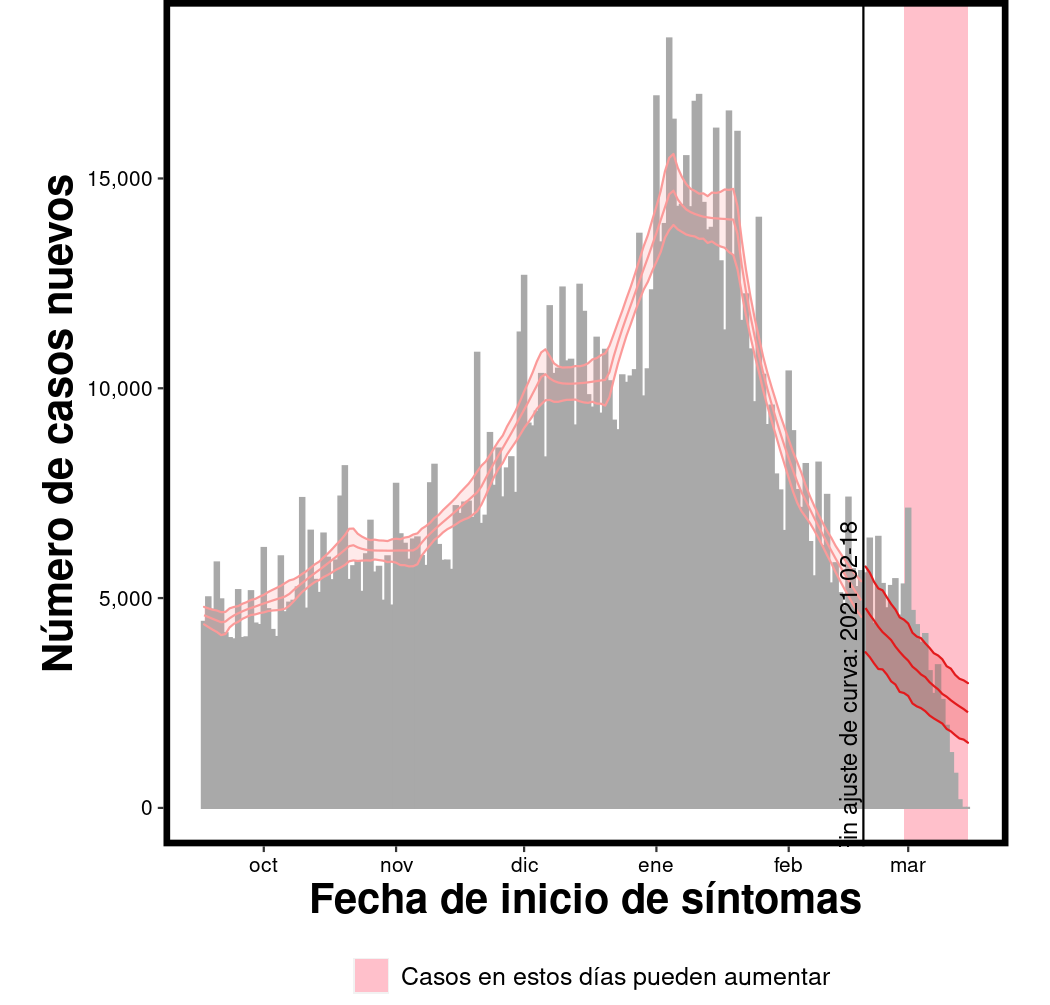 Número de casos nuevos
15,000
10,000
5,000
0
in ajuste de curva: 2021-02-18
oct nov dic ene feb mar
Fecha de inicio de síntomas
Casos en estos días pueden aumentar